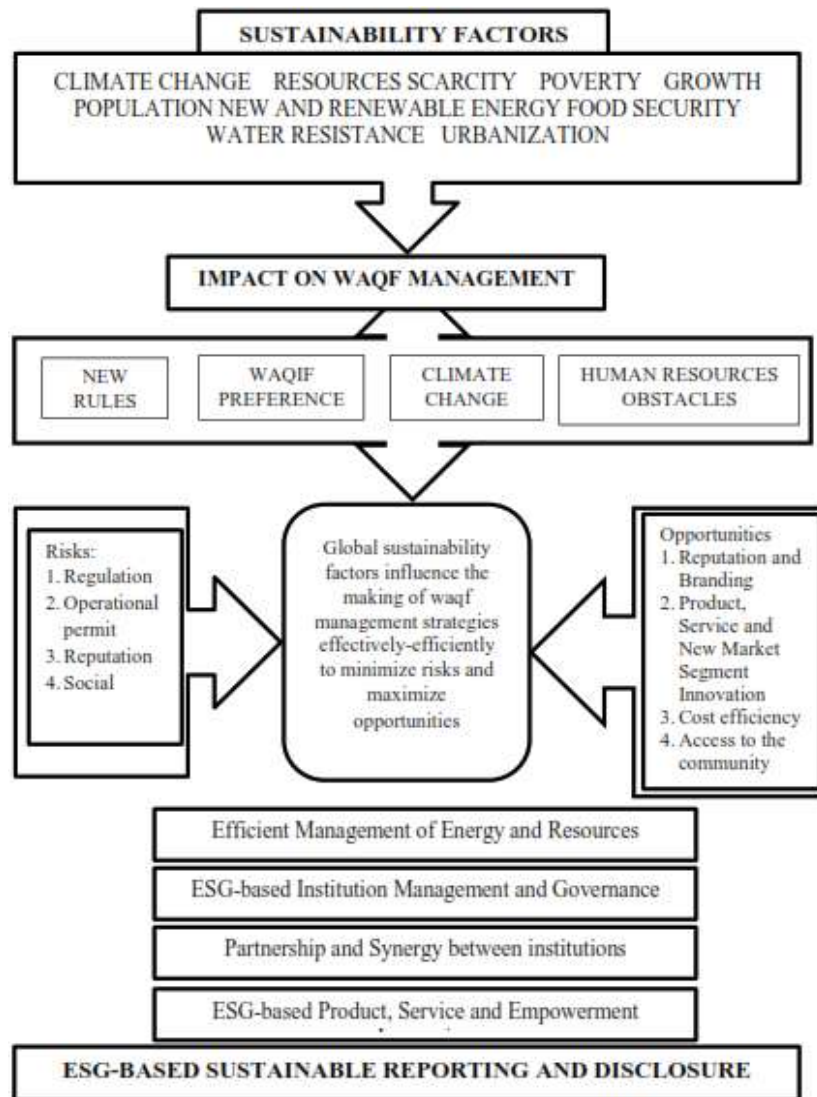 SUSTAINABILITY FACTORS
CLIMATE CHANGE RESOURCES SCARCITY POVERTY GROWTH
POPULATION NEW AND RENEWABLE ENERGY FOOD SECURITY
WATER RESISTANCE URBANIZATION
IMPACT ON WAQF MANAGEMENT
NEW
RULES
WAQIF
PREFERENCE
CLIMATE
CHANGE
HUMAN RESOURCES
OBSTACLES
Risks:
1. Regulation
2. Operational
permit
3. Reputation
4. Social
Global sustainability
factors influence the
making of waqf
management strategies
effectively-efficiently
to minimize risks and
maximize
opportunities
Opportunities
1. Reputation and
Branding
2. Product,
Service and
New Market
Segment
Innovation
3. Cost efficiency
4. Access to the
community
Efficient Management of Energy and Resources
ESG-based Institution Management and Governance
Partnership and Synergy between institutions
ESG-based Product, Service and Empowerment
ESG-BASED SUSTAINABLE REPORTING AND DISCLOSURE